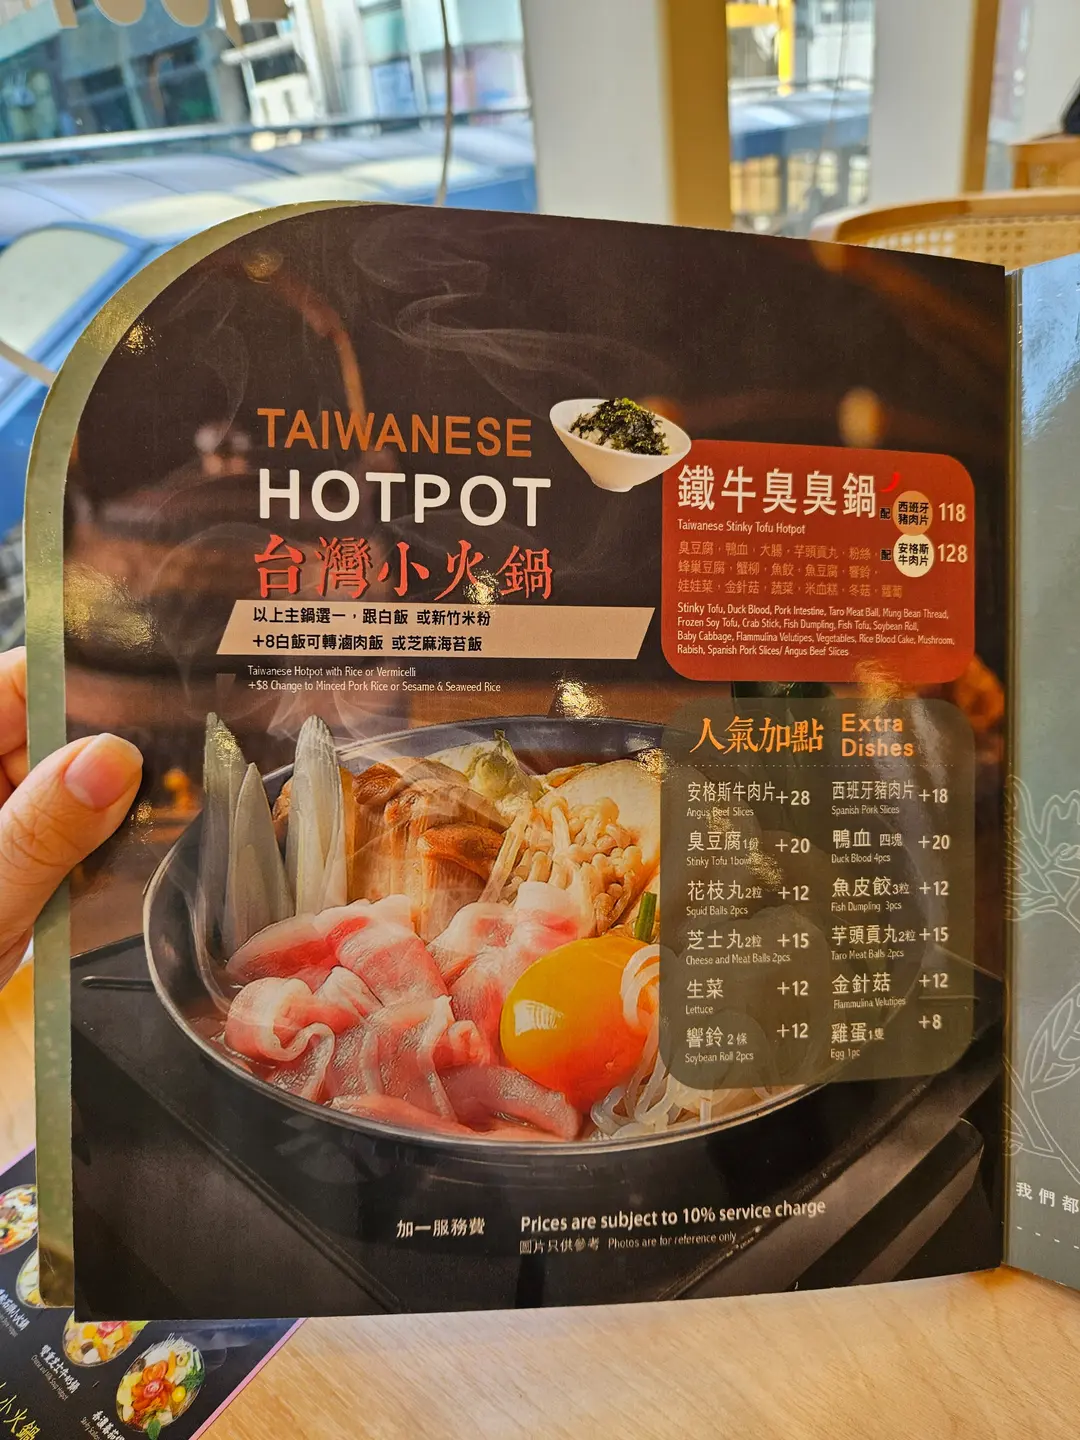 TAIWANESE
HOTPOT
台灣小火鍋
以上主鍋選一，跟白飯 或新竹米粉
+8白飯可轉滷肉飯 或芝麻海苔飯
Taiwanese Hotpot with Rice or Vermicelli
+$8 Change to Minced Pork Rice or Sesame & Seaweed Rice
鐵牛臭臭鍋
配 西班牙豬肉片 118
Taiwanese Stinky Tofu Hotpot
配 安格斯牛肉片 128
臭豆腐，鴨血，大腸，芋頭貢丸，粉絲，
蜂巢豆腐，蟹柳，魚餃，魚豆腐，響鈴，
娃娃菜，金針菇，蔬菜，米血糕，冬菇，蘿蔔
Stinky Tofu, Duck Blood, Pork Intestine, Taro Meat Ball, Mung Bean Thread,
Frozen Soy Tofu, Crab Stick, Fish Dumpling, Fish Tofu, Soybean Roll,
Baby Cabbage, Flammulina Velutipes, Vegetables, Rice Blood Cake, Mushroom,
Rabish, Spanish Pork Slices/ Angus Beef Slices
人氣加點 Extra Dishes
安格斯牛肉片 +28 西班牙豬肉片 +18
Angus Beef Slices Spanish Pork Slices
臭豆腐1份 +20 鴨血 四塊 +20
Stinky Tofu 1bowl Duck Blood 4pcs
花枝丸2粒 +12 魚皮餃3粒 +12
Squid Balls 2pcs Fish Dumpling 3pcs
芝士丸2粒 +15 芋頭貢丸2粒 +15
Cheese and Meat Balls 2pcs Taro Meat Balls 2pcs
生菜 +12 金針菇 +12
Lettuce Flammulina Velutipes
響鈴 2條 +12 雞蛋1隻 +8
Soybean Roll 2pcs Egg 1pc
加一服務費 Prices are subject to 10% service charge
圖片只供參考 Photos are for reference only
我們都
小火鍋